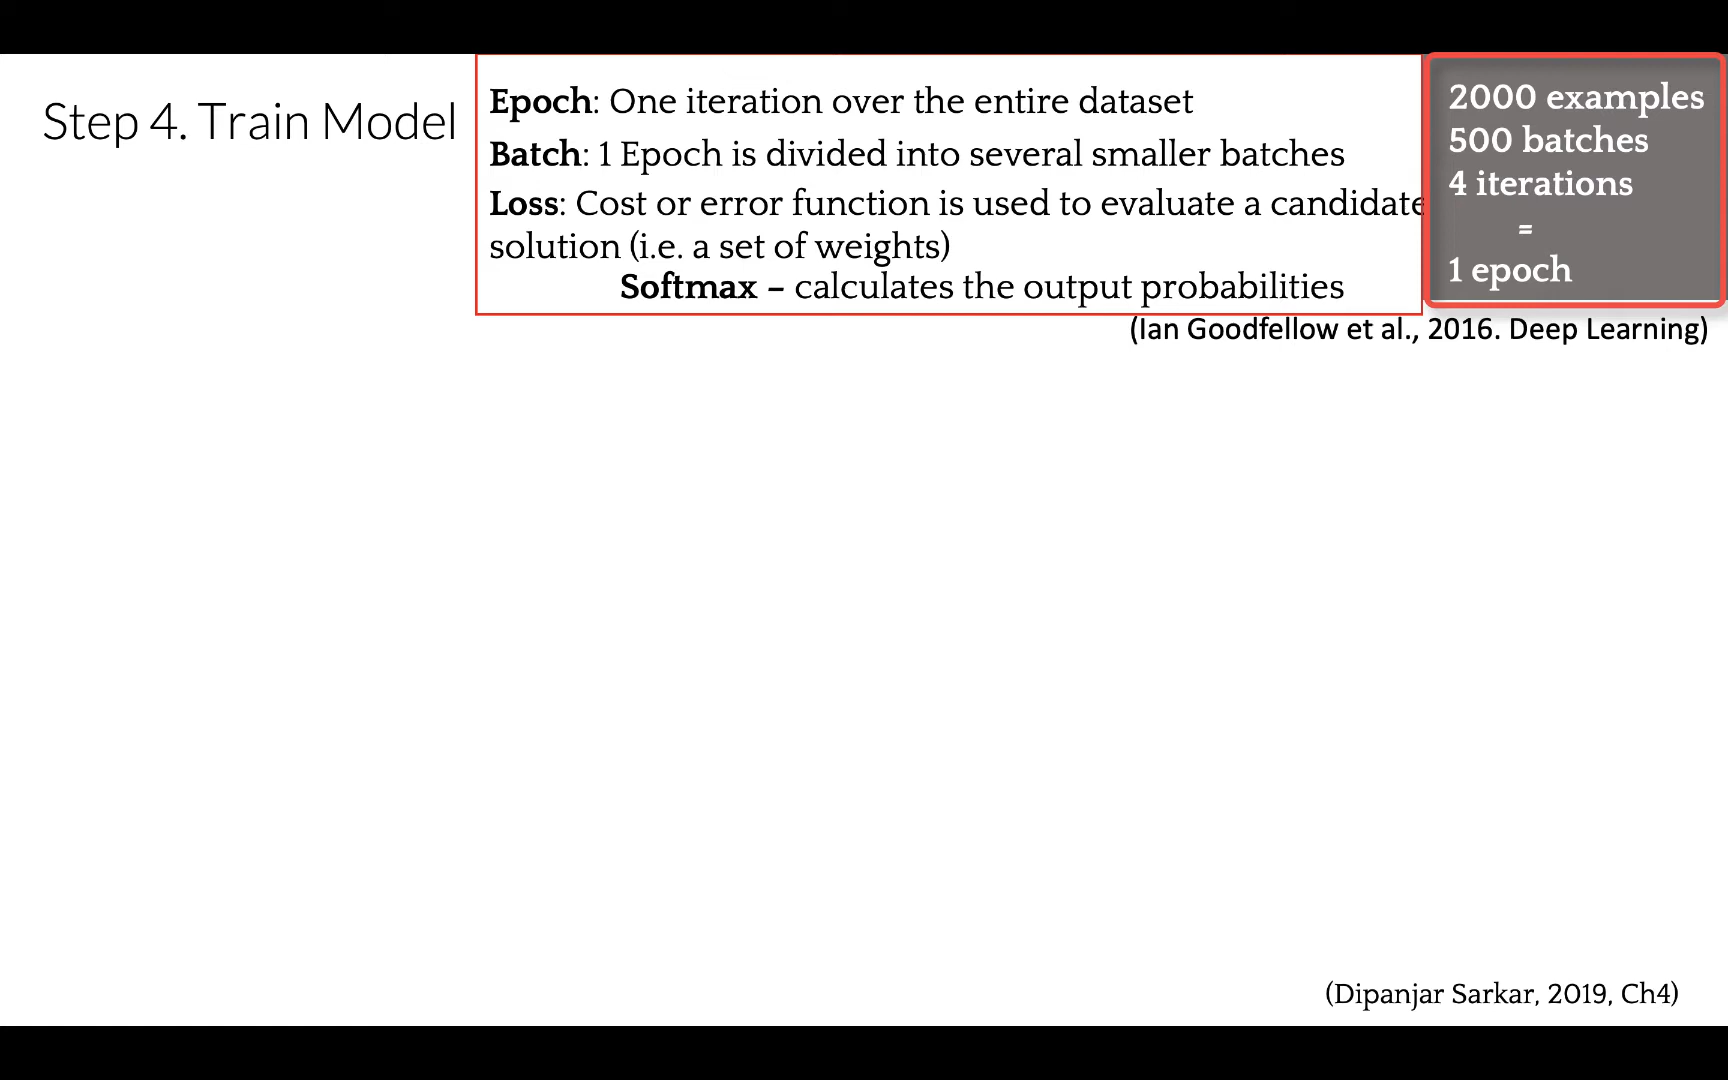 Step 4. Train Model
Epoch: One iteration over the entire dataset
Batch: 1 Epoch is divided into several smaller batches
Loss: Cost or error function is used to evaluate a candidate
solution (i.e. a set of weights)
Softmax – calculates the output probabilities
2000 examples
500 batches
4 iterations
=
1 epoch
(Ian Goodfellow et al., 2016. Deep Learning)
(Dipanjar Sarkar, 2019, Ch4)